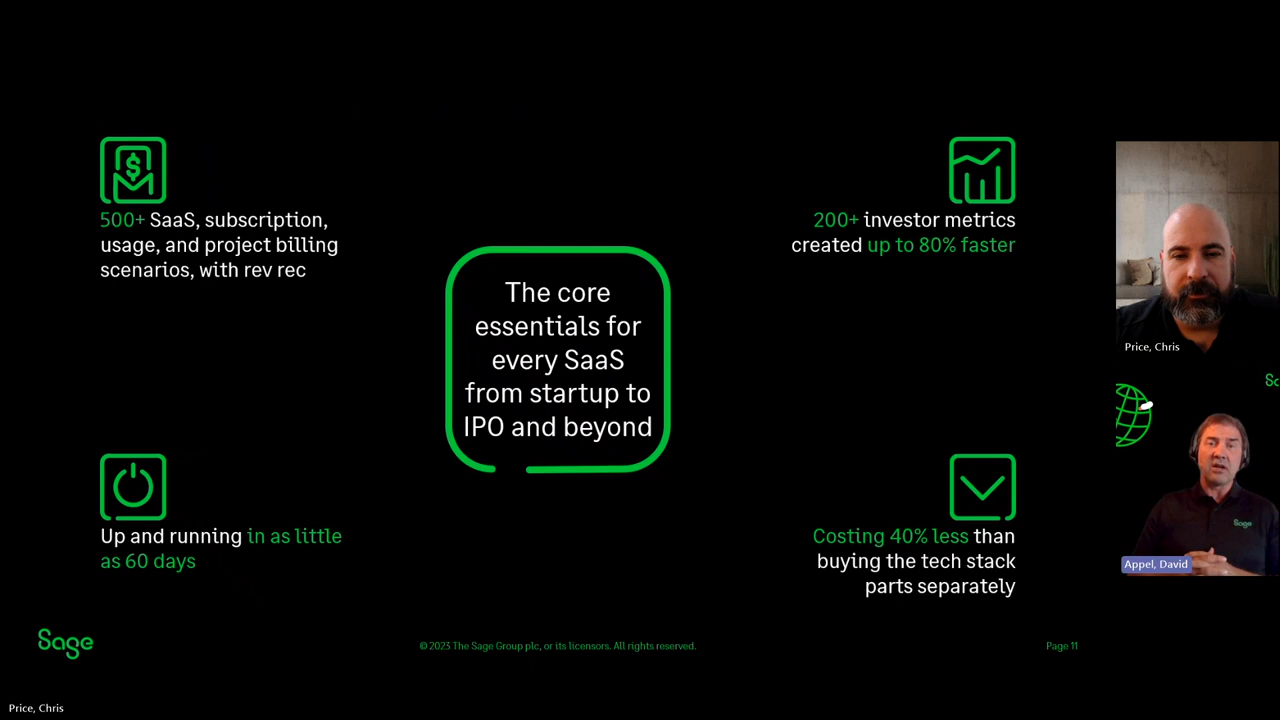 500+ SaaS, subscription,
usage, and project billing
scenarios, with rev rec
200+ investor metrics
created up to 80% faster
The core
essentials for
every SaaS
from startup to
IPO and beyond
Up and running in as little
as 60 days
Costing 40% less than
buying the tech stack
parts separately
Sage
© 2023 The Sage Group plc, or its licensors. All rights reserved.
Page 11
Price, Chris
Sage
Appel, David
Price, Chris